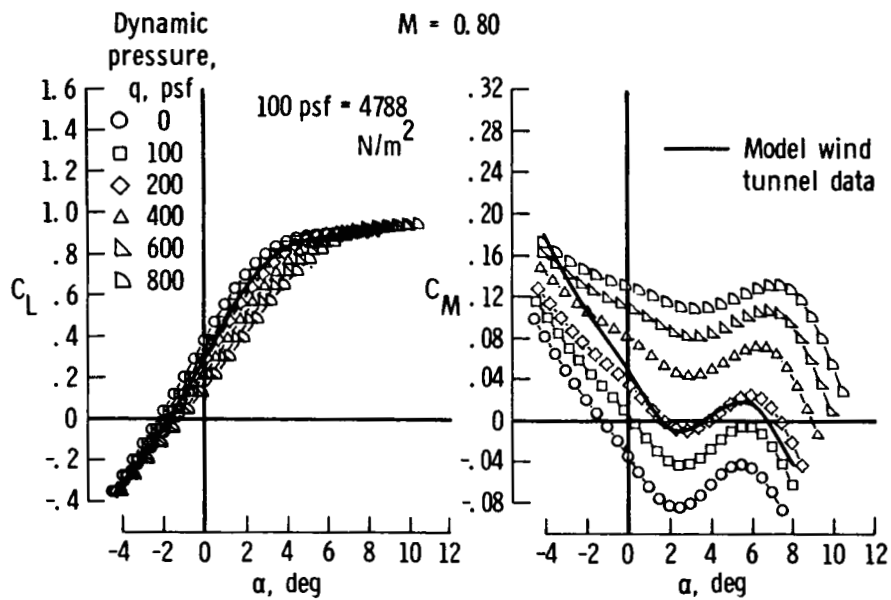 Dynamic
pressure,
q, psf
0
100
200
400
600
800
M = 0.80
100 psf = 4788
N/m2
Model wind
tunnel data
1.6
1.4
1.2
1.0
.8
.6
.4
.2
0
-.2
-.4
CL
-4 -2 0 2 4 6 8 10 12
α, deg
.32
.28
.24
.20
.16
.12
.08
.04
0
-.04
-.08
CM
-4 -2 0 2 4 6 8 10 12
α, deg